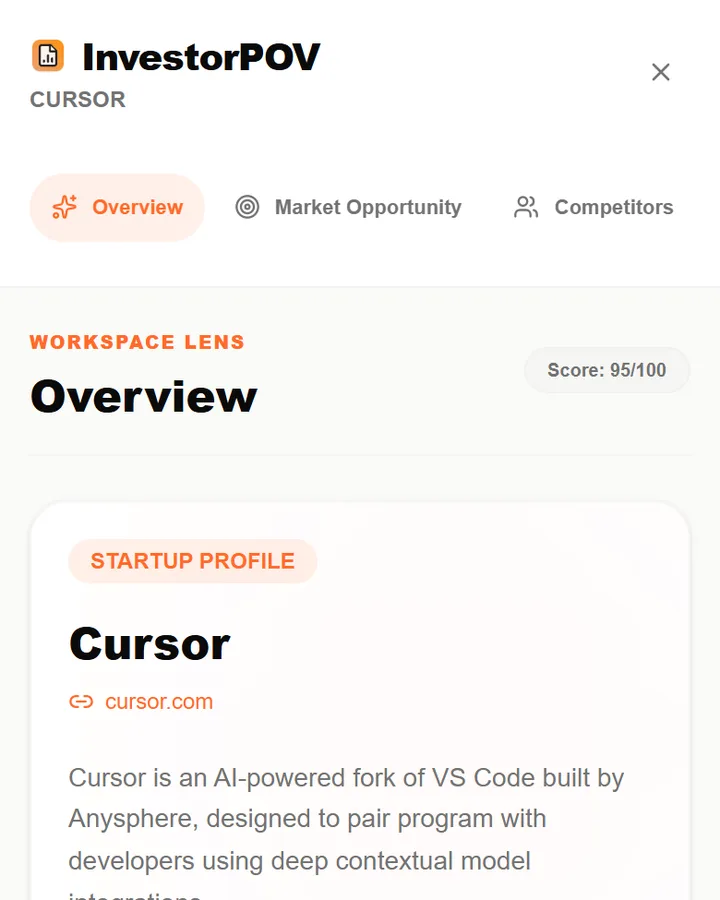 InvestorPOV
CURSOR
Overview
Market Opportunity
Competitors
WORKSPACE LENS
Overview
Score: 95/100
STARTUP PROFILE
Cursor
cursor.com
Cursor is an AI-powered fork of VS Code built by
Anysphere, designed to pair program with
developers using deep contextual model
integrations.